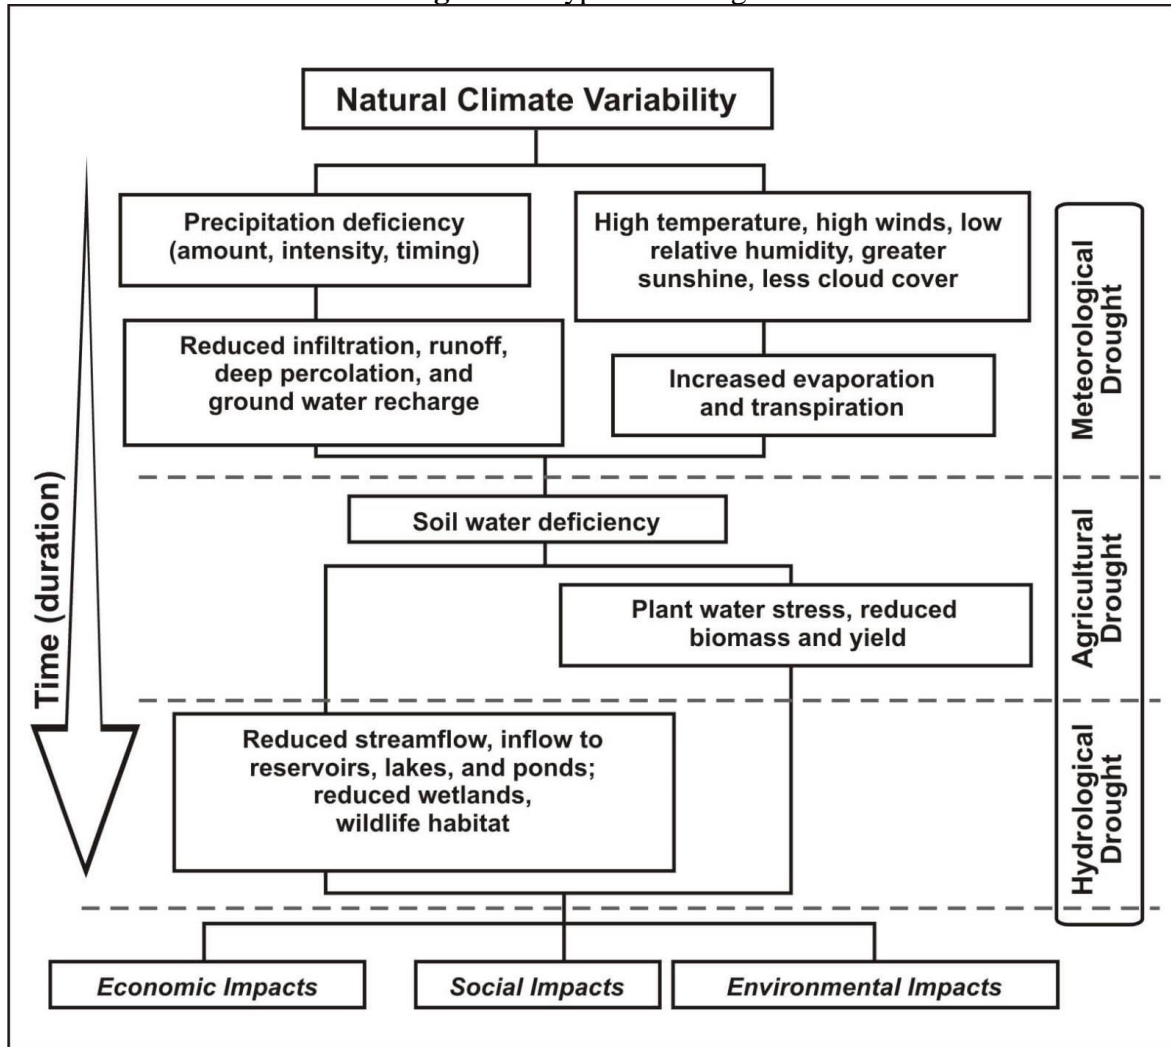 Natural Climate Variability
Precipitation deficiency
(amount, intensity, timing)
High temperature, high winds, low
relative humidity, greater
sunshine, less cloud cover
Reduced infiltration, runoff,
deep percolation, and
ground water recharge
Increased evaporation
and transpiration
Meteorological
Drought
Time (duration)
Soil water deficiency
Plant water stress, reduced
biomass and yield
Agricultural
Drought
Reduced streamflow, inflow to
reservoirs, lakes, and ponds;
reduced wetlands,
wildlife habitat
Hydrological
Drought
Economic Impacts
Social Impacts
Environmental Impacts